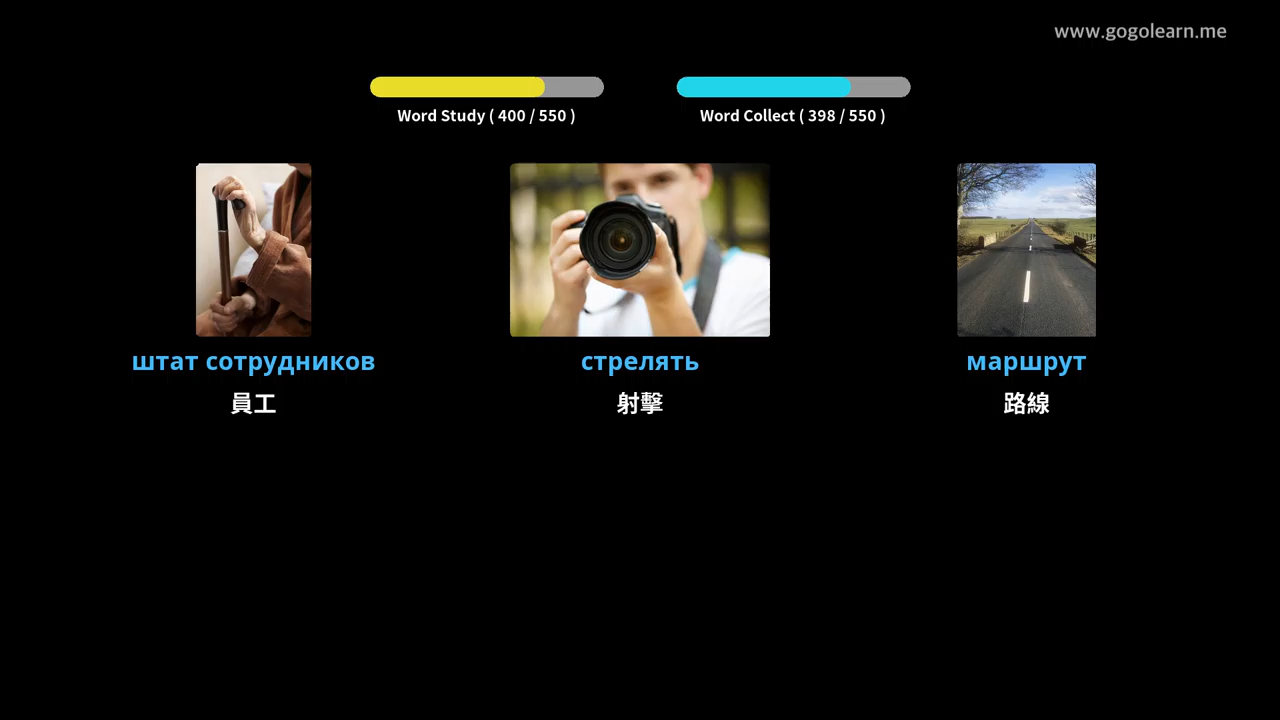 www.gogolearn.me
Word Study ( 400 / 550 )
Word Collect ( 398 / 550 )
штат сотрудников
стрелять
маршрут
員工
射擊
路線